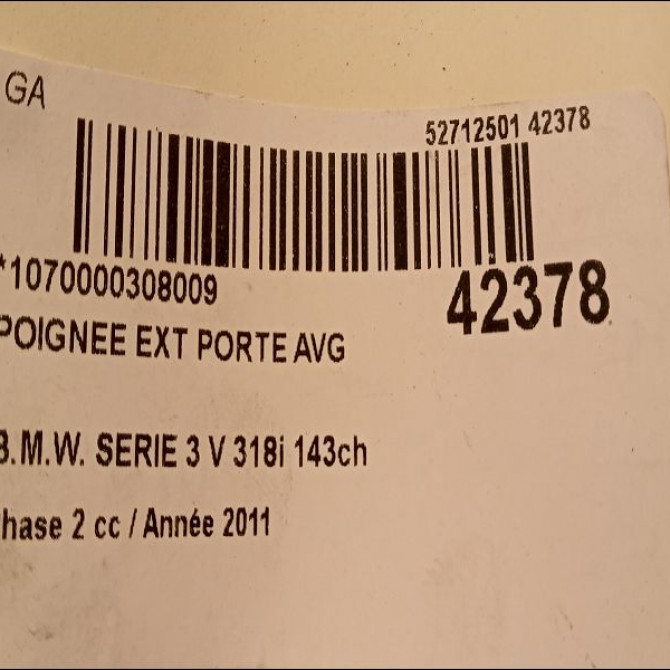 GA
52712501 42378
*1070000308009
42378
POIGNEE EXT PORTE AVG
B.M.W. SERIE 3 V 318i 143ch
hase 2 cc / Année 2011